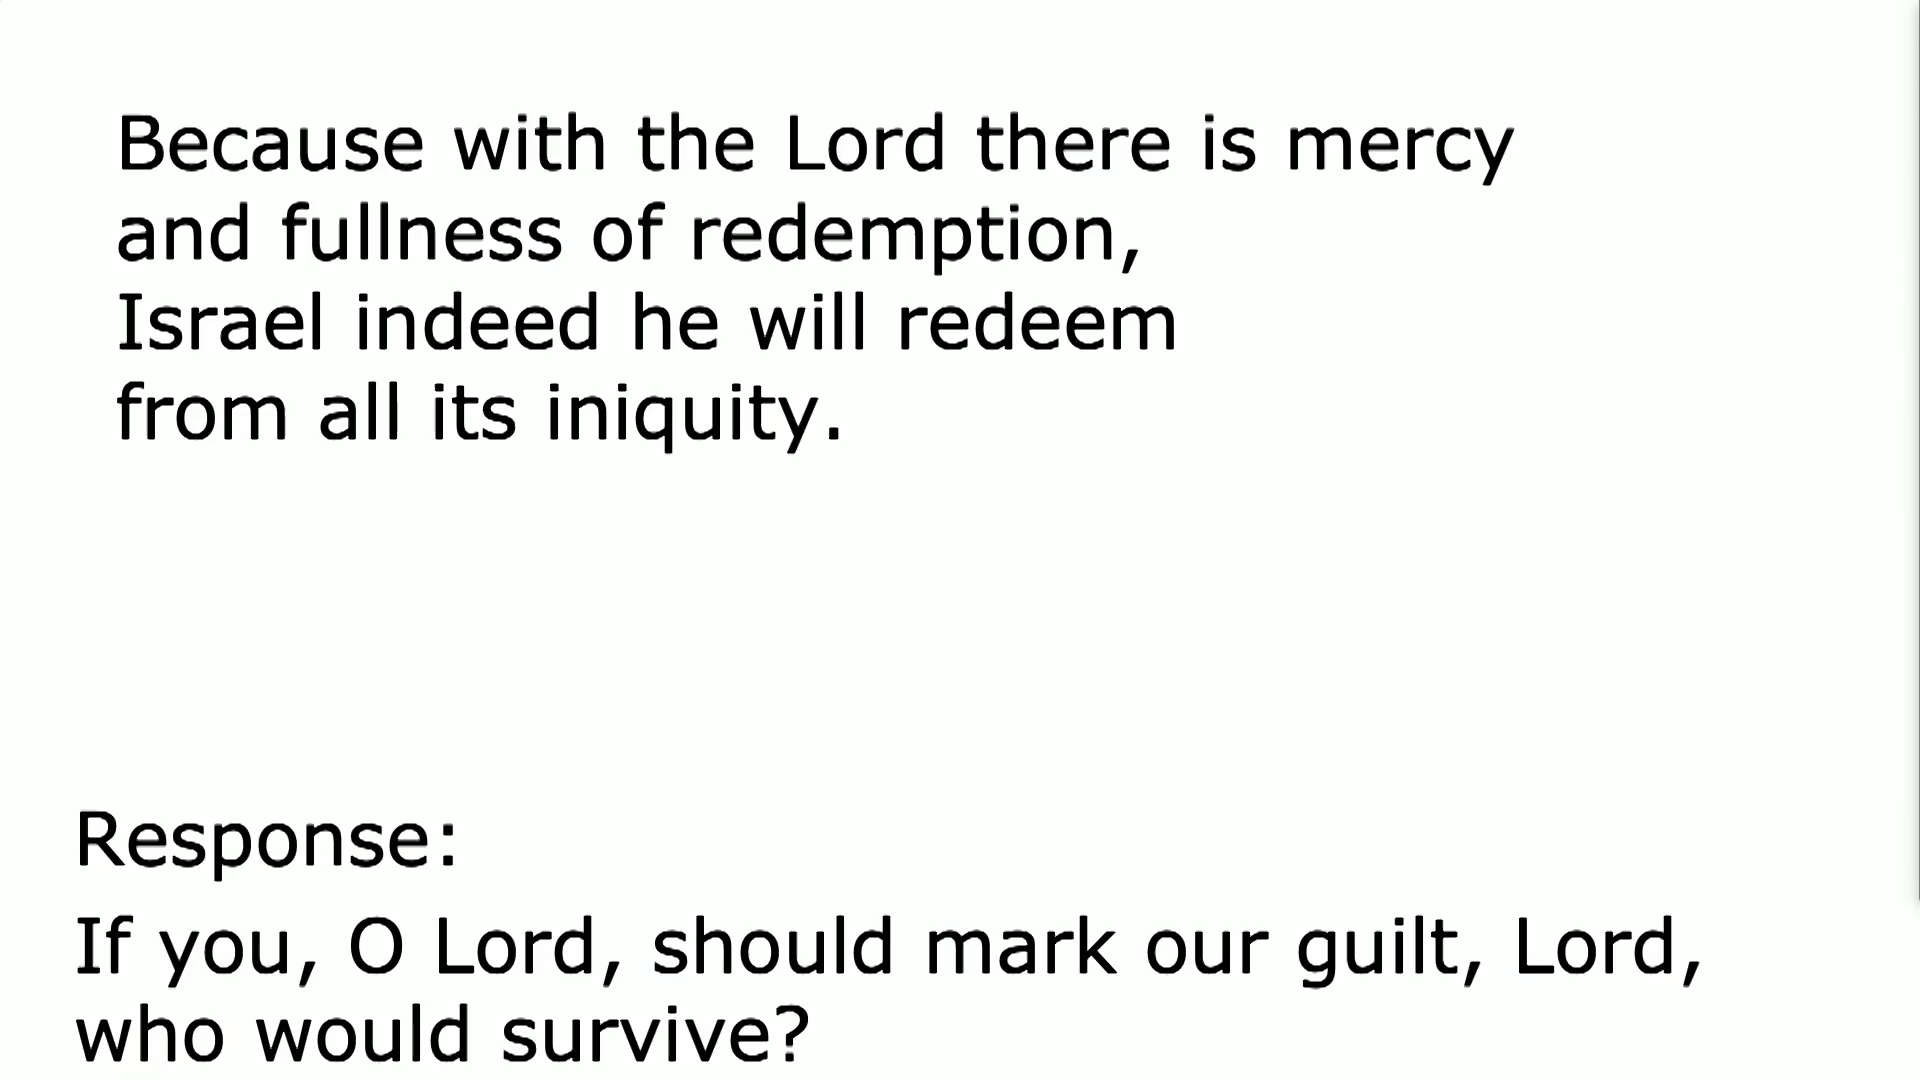 Because with the Lord there is mercy
and fullness of redemption,
Israel indeed he will redeem
from all its iniquity.
Response:
If you, O Lord, should mark our guilt, Lord,
who would survive?